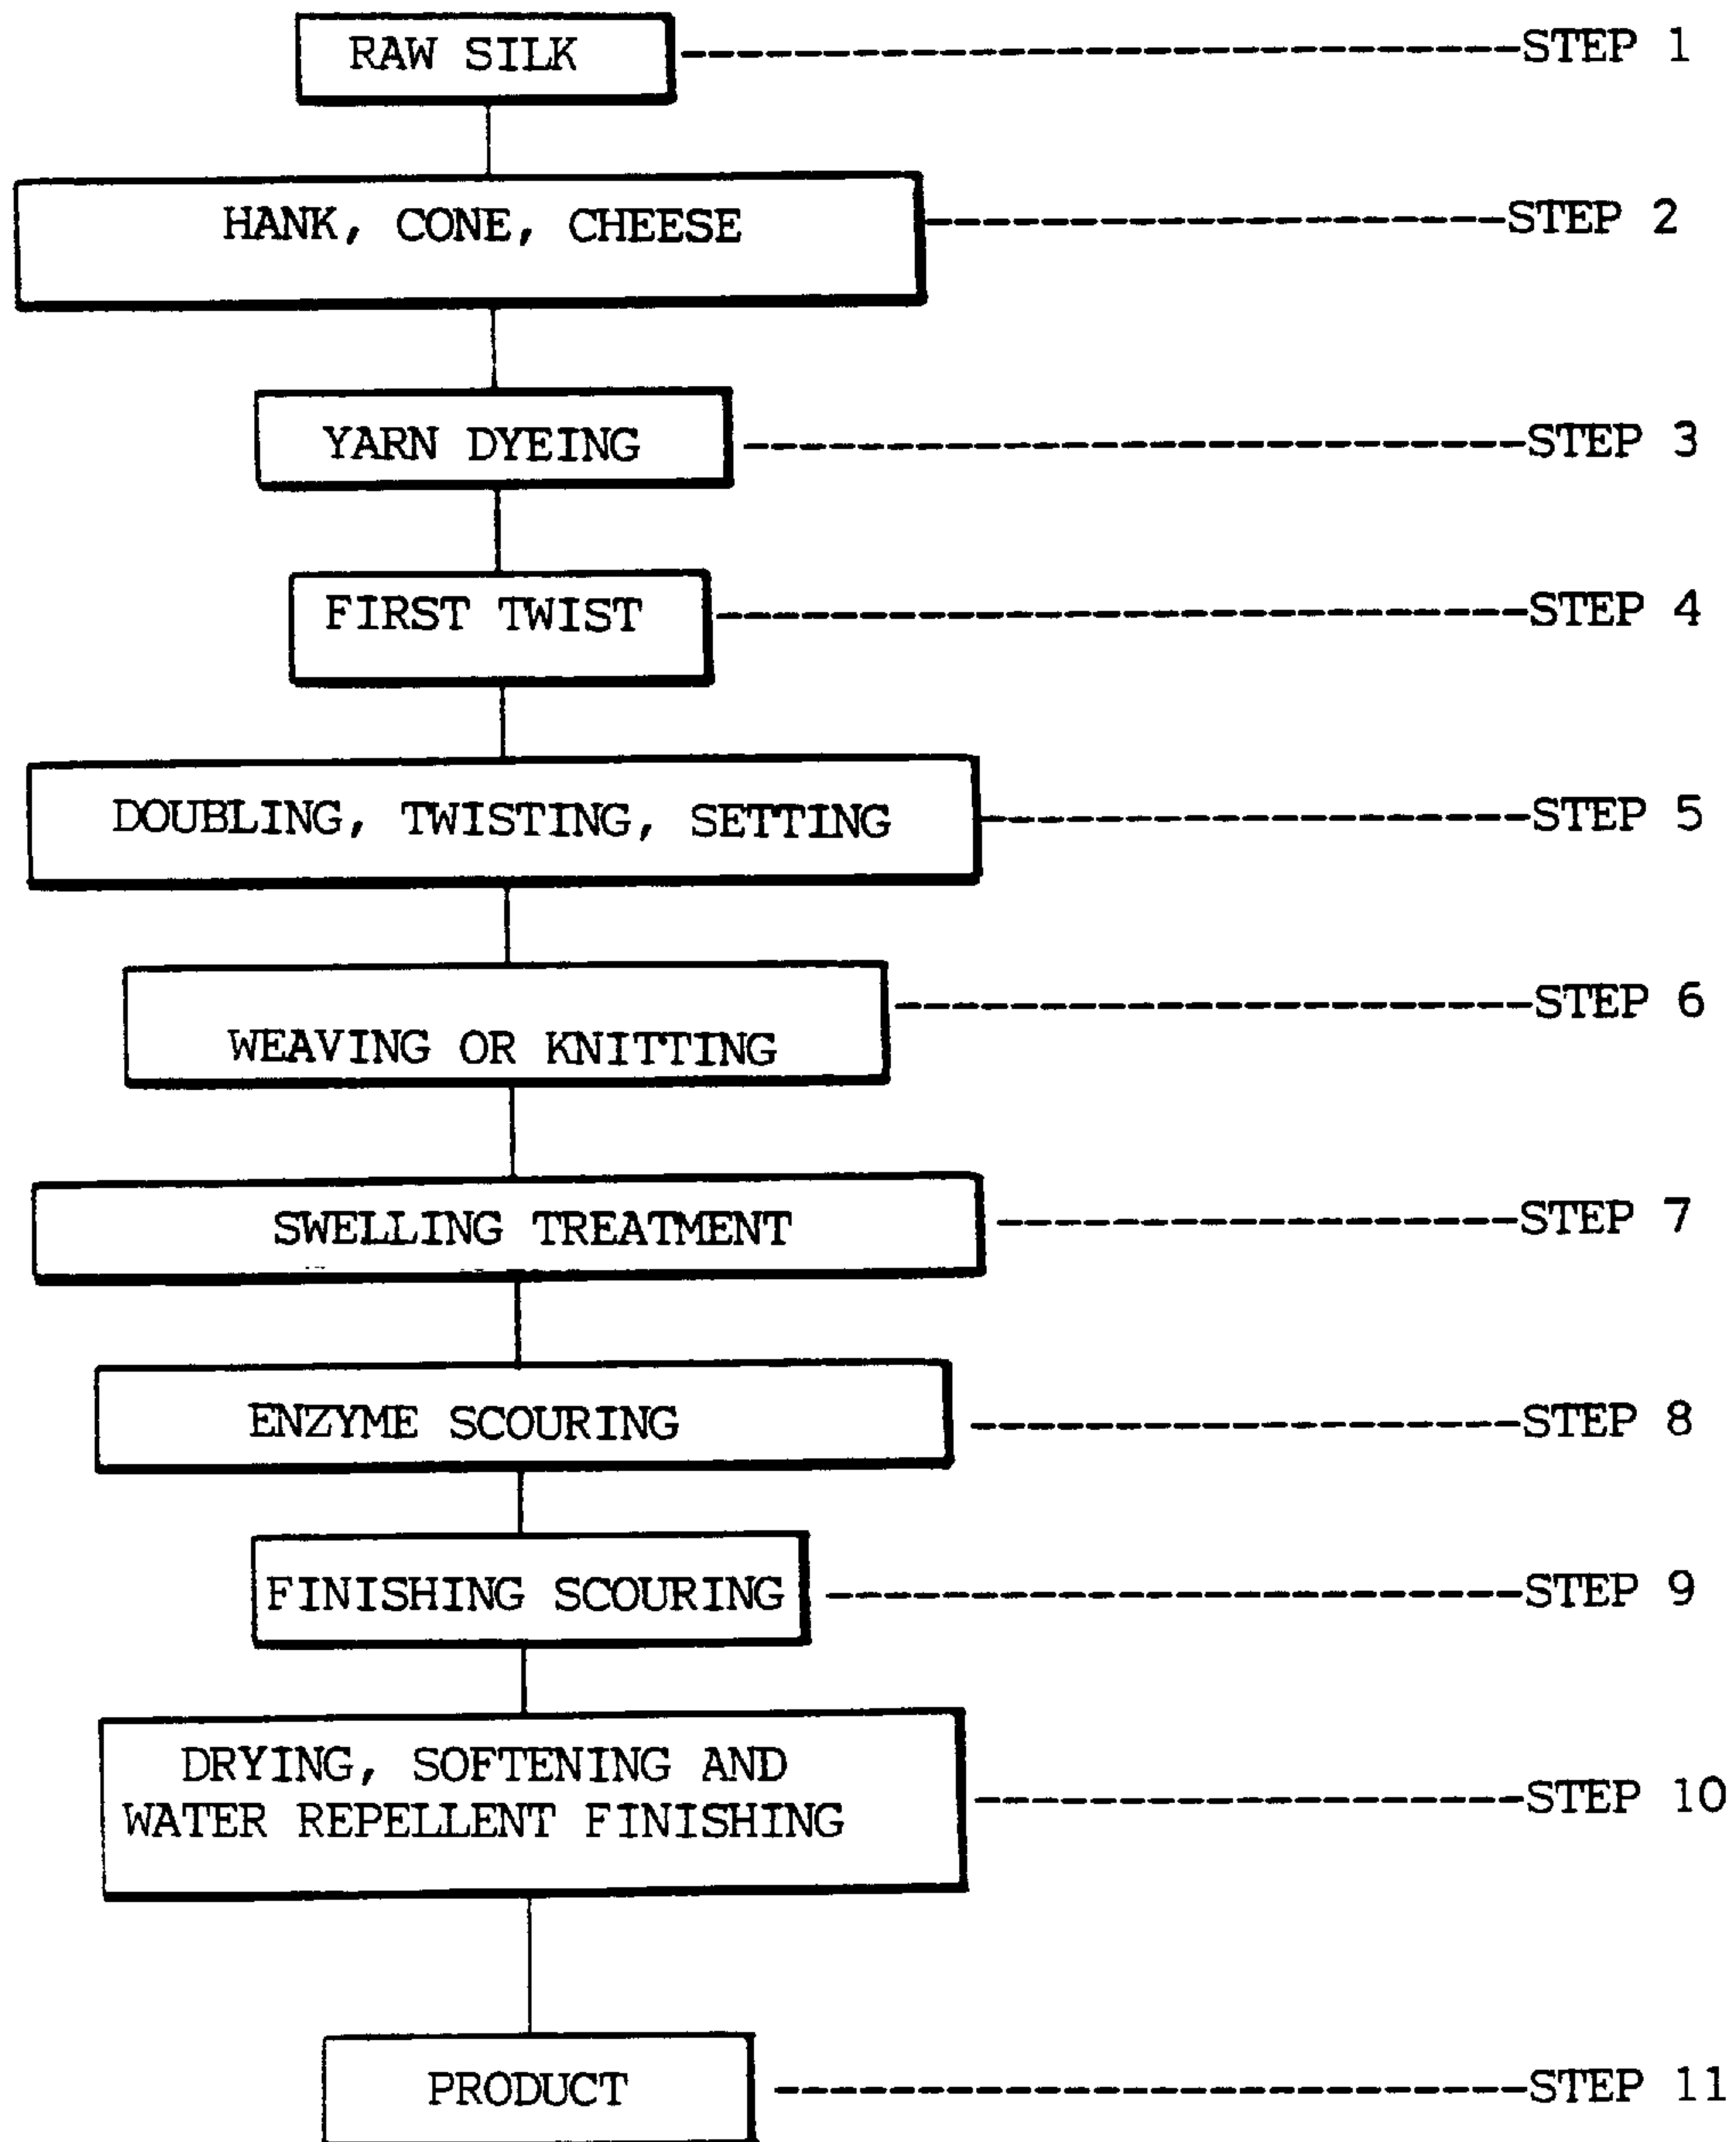 RAW SILK
STEP 1
HANK, CONE, CHEESE
STEP 2
YARN DYEING
STEP 3
FIRST TWIST
STEP 4
DOUBLING, TWISTING, SETTING
STEP 5
WEAVING OR KNITTING
STEP 6
SWELLING TREATMENT
STEP 7
ENZYME SCOURING
STEP 8
FINISHING SCOURING
STEP 9
DRYING, SOFTENING AND
WATER REPELLENT FINISHING
STEP 10
PRODUCT
STEP 11